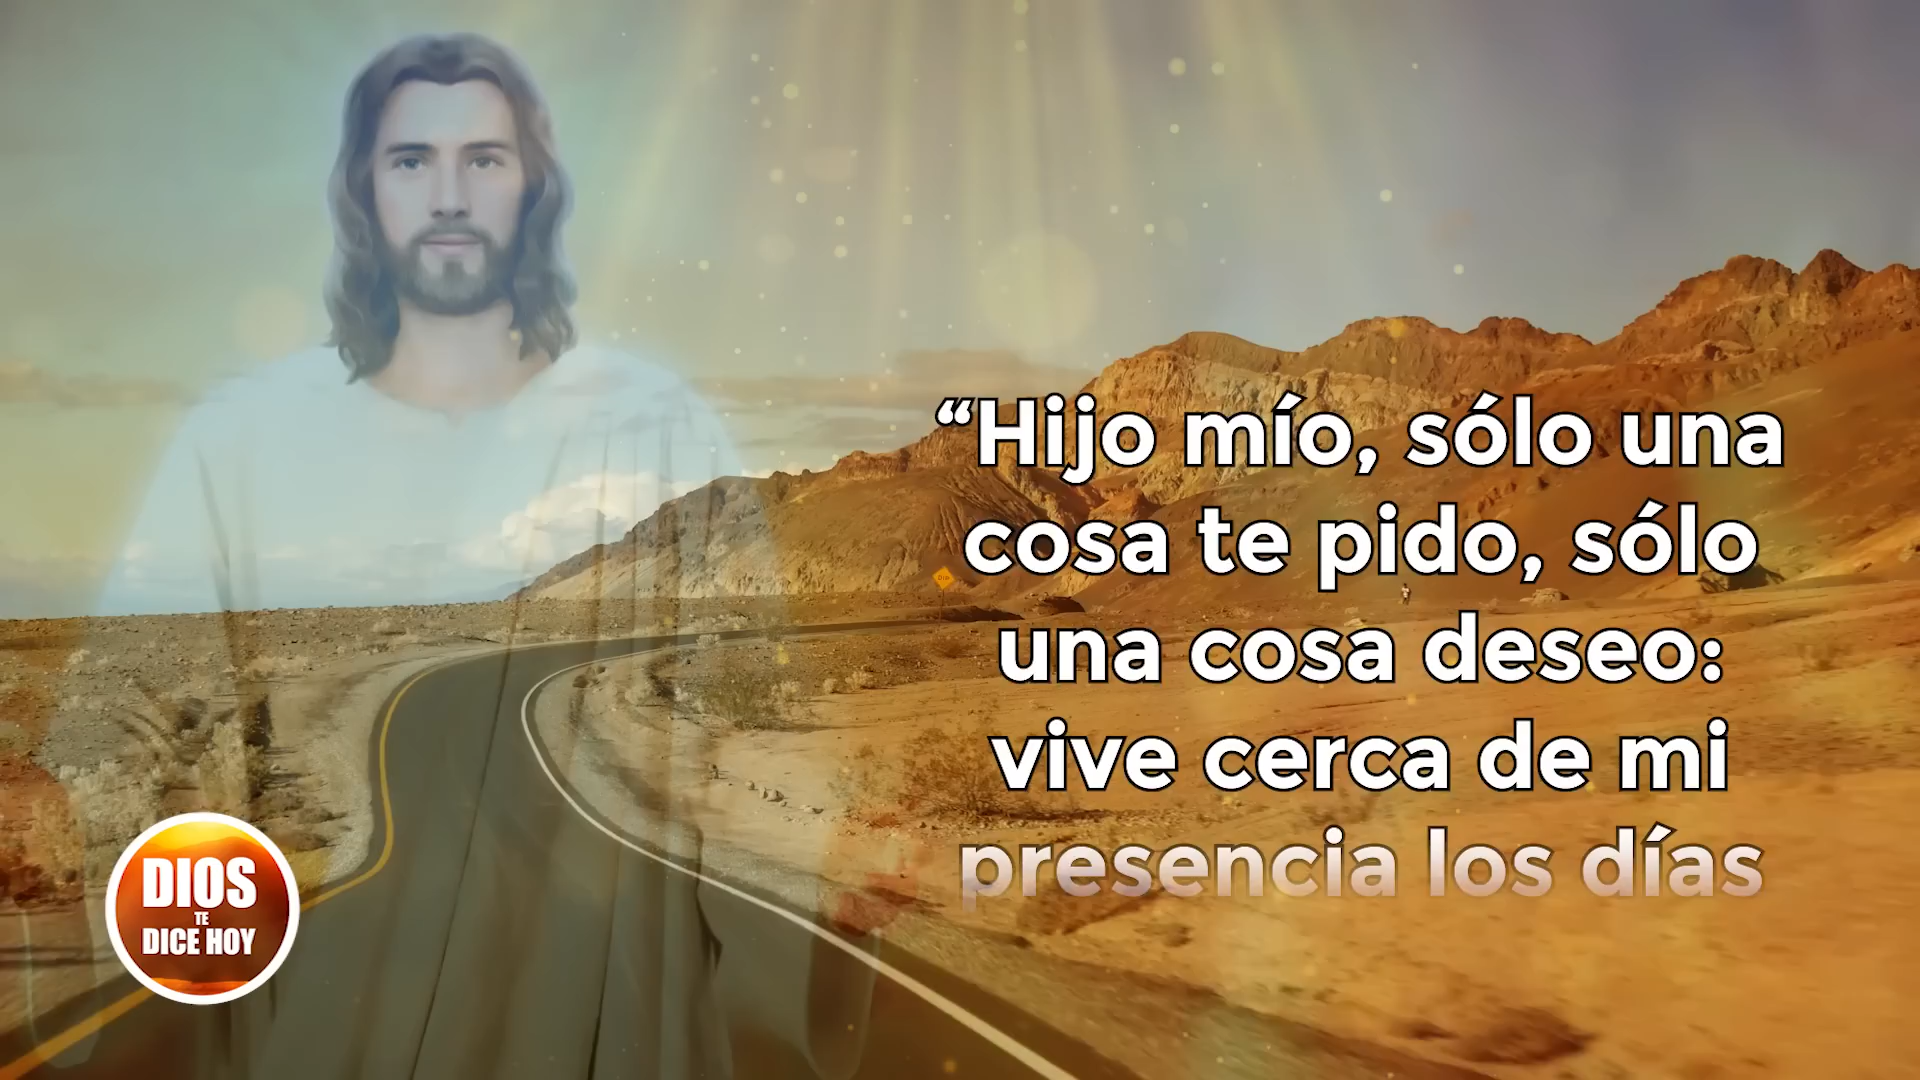 “Hijo mío, sólo una
cosa te pido, sólo
una cosa deseo:
vive cerca de mi
presencia los días
DIOS
TE
DICE HOY